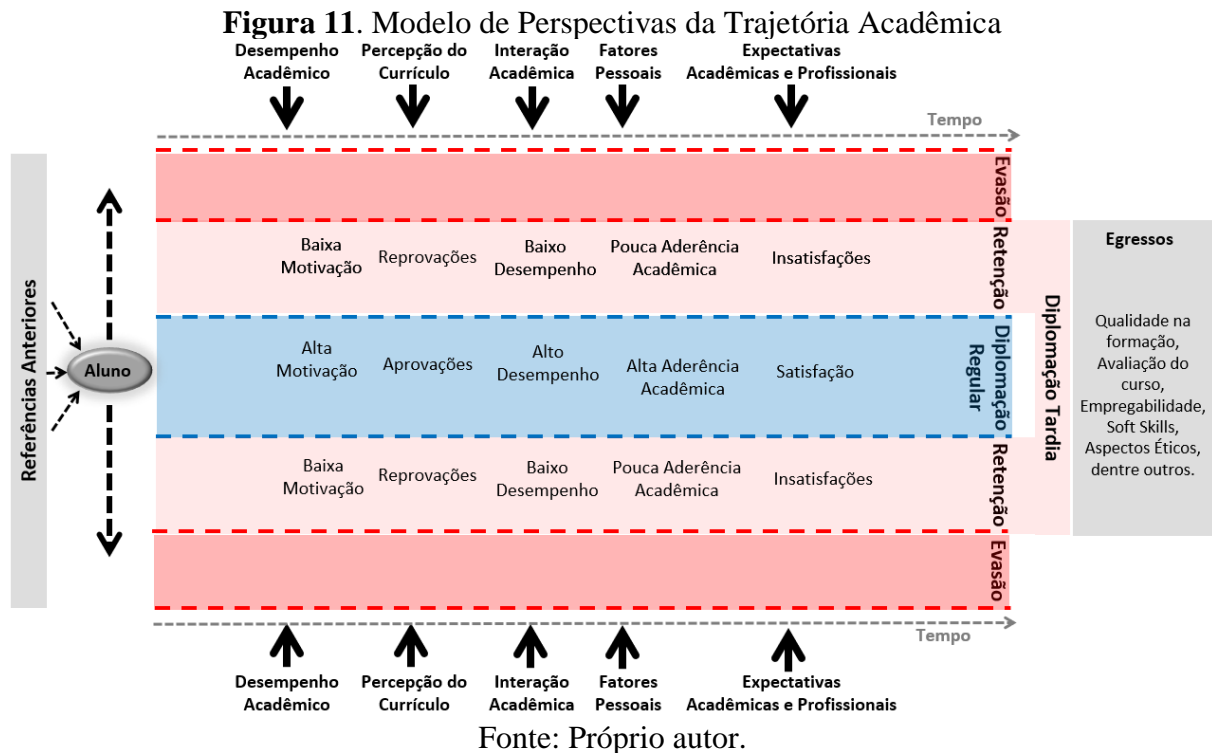 Figura 11. Modelo de Perspectivas da Trajetória Acadêmica
Desempenho
Acadêmico
Percepção do
Currículo
Interação
Acadêmica
Fatores
Pessoais
Expectativas
Acadêmicas e Profissionais
Tempo
Referências Anteriores
Aluno
Evasão
Baixa
Motivação
Reprovações
Baixo
Desempenho
Pouca Aderência
Acadêmica
Insatisfações
Retenção
Alta
Motivação
Aprovações
Alto
Desempenho
Alta Aderência
Acadêmica
Satisfação
Diplomação
Regular
Baixa
Motivação
Reprovações
Baixo
Desempenho
Pouca Aderência
Acadêmica
Insatisfações
Retenção
Evasão
Diplomação Tardia
Egressos
Qualidade na
formação,
Avaliação do
curso,
Empregabilidade,
Soft Skills,
Aspectos Éticos,
dentre outros.
Tempo
Desempenho
Acadêmico
Percepção do
Currículo
Interação
Acadêmica
Fatores
Pessoais
Expectativas
Acadêmicas e Profissionais
Fonte: Próprio autor.